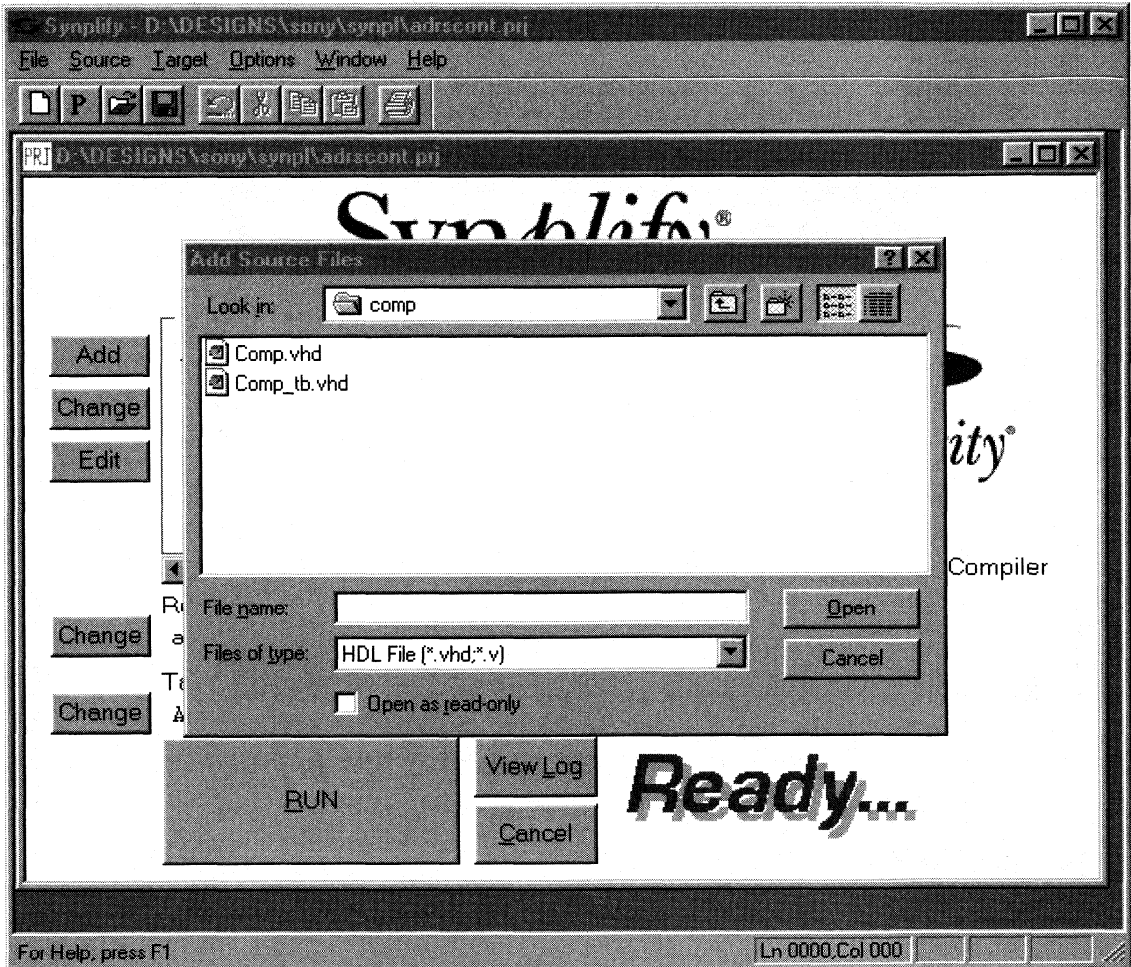 Synplify - D:\DESIGNS\sony\synpl\adrscont.prj
File Source Target Options Window Help
P
PRJ D:\DESIGNS\sony\synpl\adrscont.prj
Synplify®
Add Source Files
Look in: comp
Add
Change
Edit
Comp.vhd
Comp_tb.vhd
ity®
Compiler
File name:
Open
Files of type: HDL File (*.vhd;*.v)
Cancel
Open as read-only
Change
Change
RUN
View Log
Cancel
Ready...
For Help, press F1
Ln 0000,Col 000